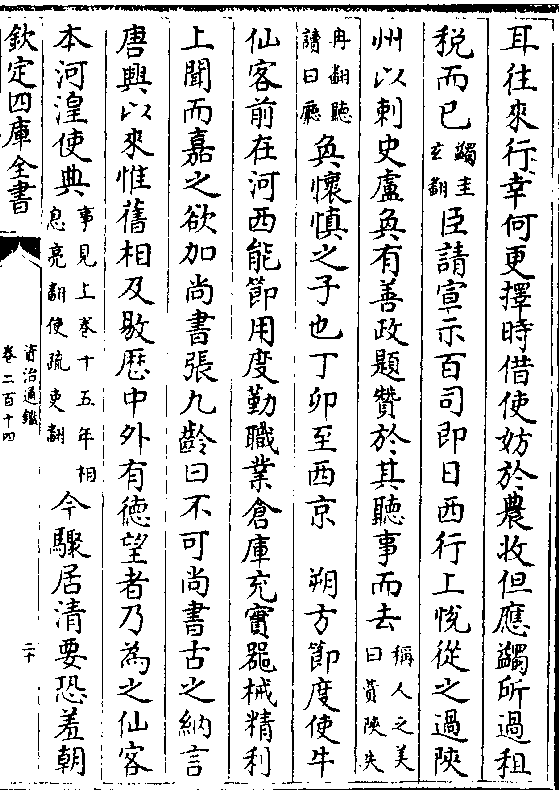 耳往來行幸何更擇時借使妨於農收但應蠲所過租
稅而已蠲圭玄翻臣請宣示百司即日西行上悅從之過陜
州以刺史盧奐有善政題贊於其聽事而去稱人之美曰贊陜失
冉翻聽讀曰廳奐懷慎之子也丁卯至西京　朔方節度使牛
仙客前在河西能節用度勤職業倉庫充實器械精利
上聞而嘉之欲加尚書張九齡曰不可尚書古之納言
唐興以來惟舊相及敭歴中外有德望者乃為之仙客
本河湟使典事見上卷十五年相息亮翻使疏吏翻今驟居清要恐羞朝
欽定四庫全書
資治通鑑
卷二百十四
二十